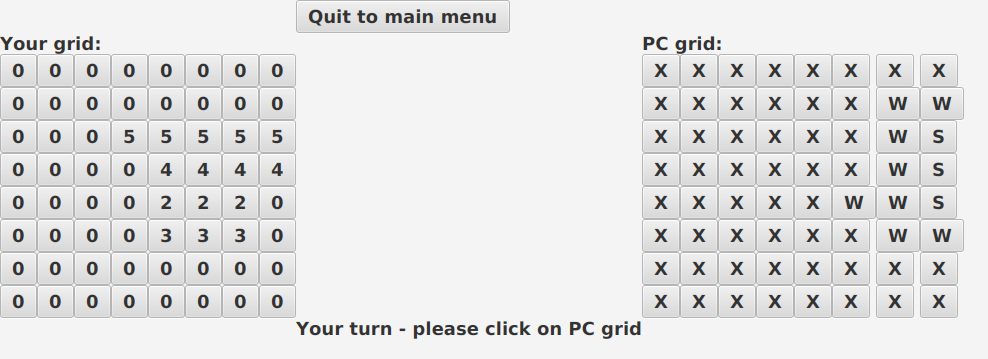 Quit to main menu
Your grid: PC grid:
0 0 0 0 0 0 0 0 X X X X X X X X
0 0 0 0 0 0 0 0 X X X X X X W W
0 0 0 5 5 5 5 5 X X X X X X W S
0 0 0 0 4 4 4 4 X X X X X X W S
0 0 0 0 2 2 2 0 X X X X X W W S
0 0 0 0 3 3 3 0 X X X X X X W W
0 0 0 0 0 0 0 0 X X X X X X X X
0 0 0 0 0 0 0 0 X X X X X X X X
Your turn - please click on PC grid